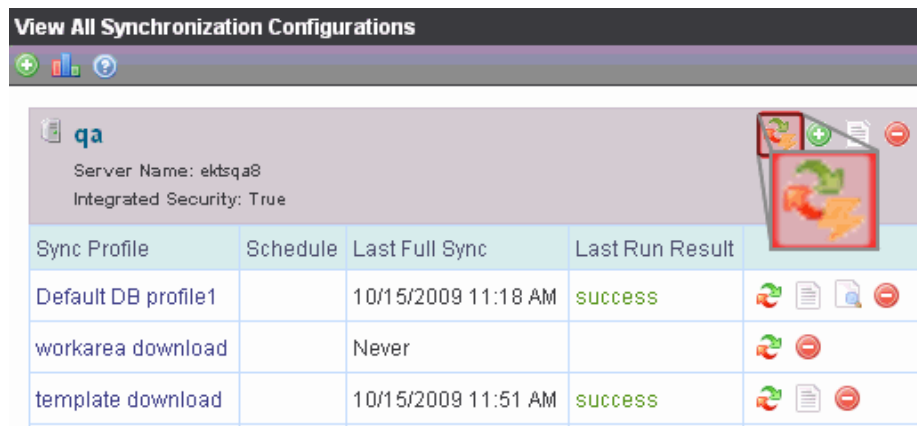 View All Synchronization Configurations
qa
Server Name: ektsqa8
Integrated Security: True
Sync Profile Schedule Last Full Sync Last Run Result
Default DB profile1 10/15/2009 11:18 AM success
workarea download Never
template download 10/15/2009 11:51 AM success